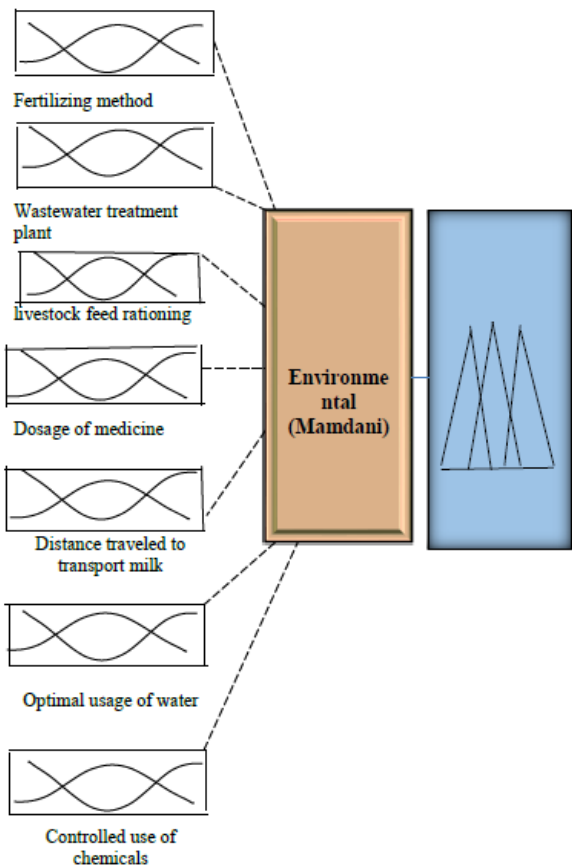 Fertilizing method
Wastewater treatment
plant
livestock feed rationing
Dosage of medicine
Distance traveled to
transport milk
Optimal usage of water
Controlled use of
chemicals
Environme
ntal
(Mamdani)